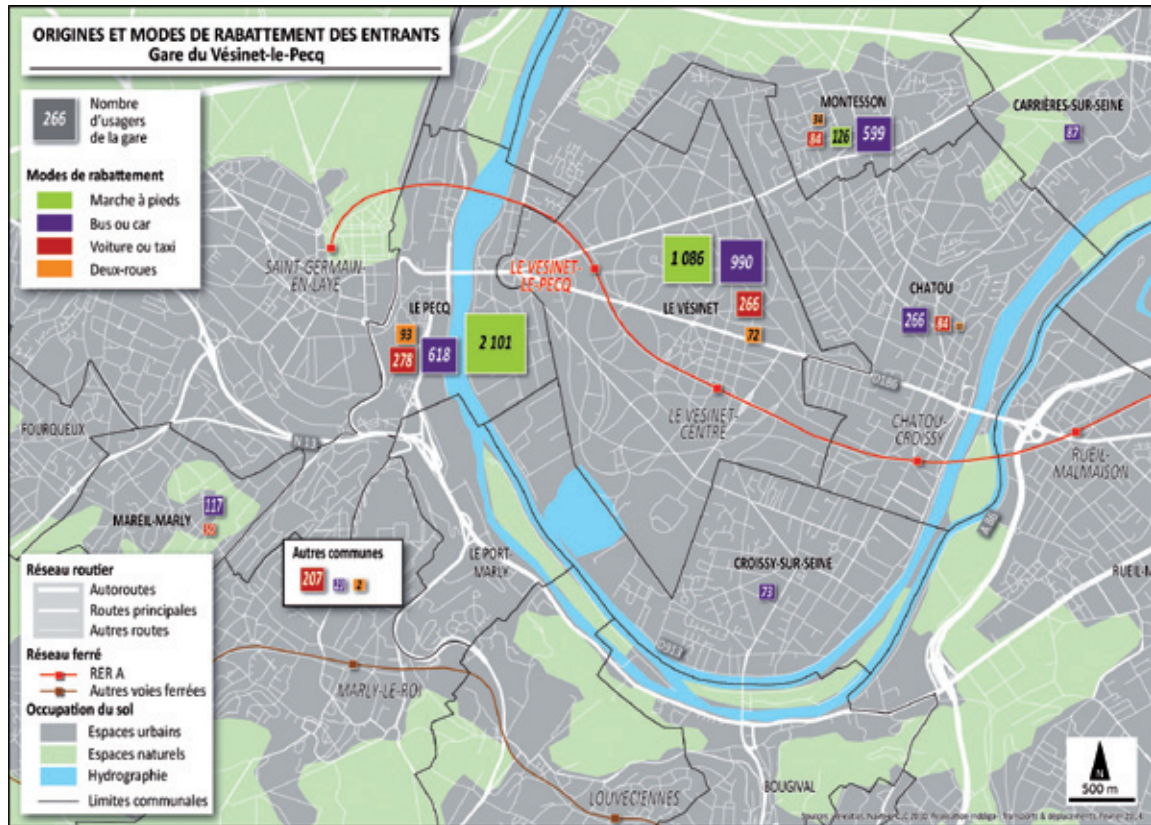 ORIGINES ET MODES DE RABATTEMENT DES ENTRANTS
Gare du Vésinet-le-Pecq
266
Nombre
d'usagers
de la gare
Modes de rabattement
Marche à pieds
Bus ou car
Voiture ou taxi
Deux-roues
MONTESSON
84
126
599
CARRIÈRES-SUR-SEINE
87
SAINT-GERMAIN-
EN-LAYE
LE VESINET-
LE-PECQ
1 086
990
LE VÉSINET
266
72
CHATOU
266
84
LE PECQ
93
278
618
2 101
D186
LE VESINET-
CENTRE
CHATOU-
CROISSY
RUEIL-
MALMAISON
FOURQUEUX
N 13
A 86
117
MAREIL-MARLY
LE PORT-
MARLY
Autres communes
207
2
CROISSY-SUR-SEINE
73
RUEIL-M
D913
Réseau routier
Autoroutes
Routes principales
Autres routes
Réseau ferré
RER A
Autres voies ferrées
Occupation du sol
Espaces urbains
Espaces naturels
Hydrographie
Limites communales
MARLY-LE-ROI
LOUVECIENNES
BOUGIVAL
N
500 m